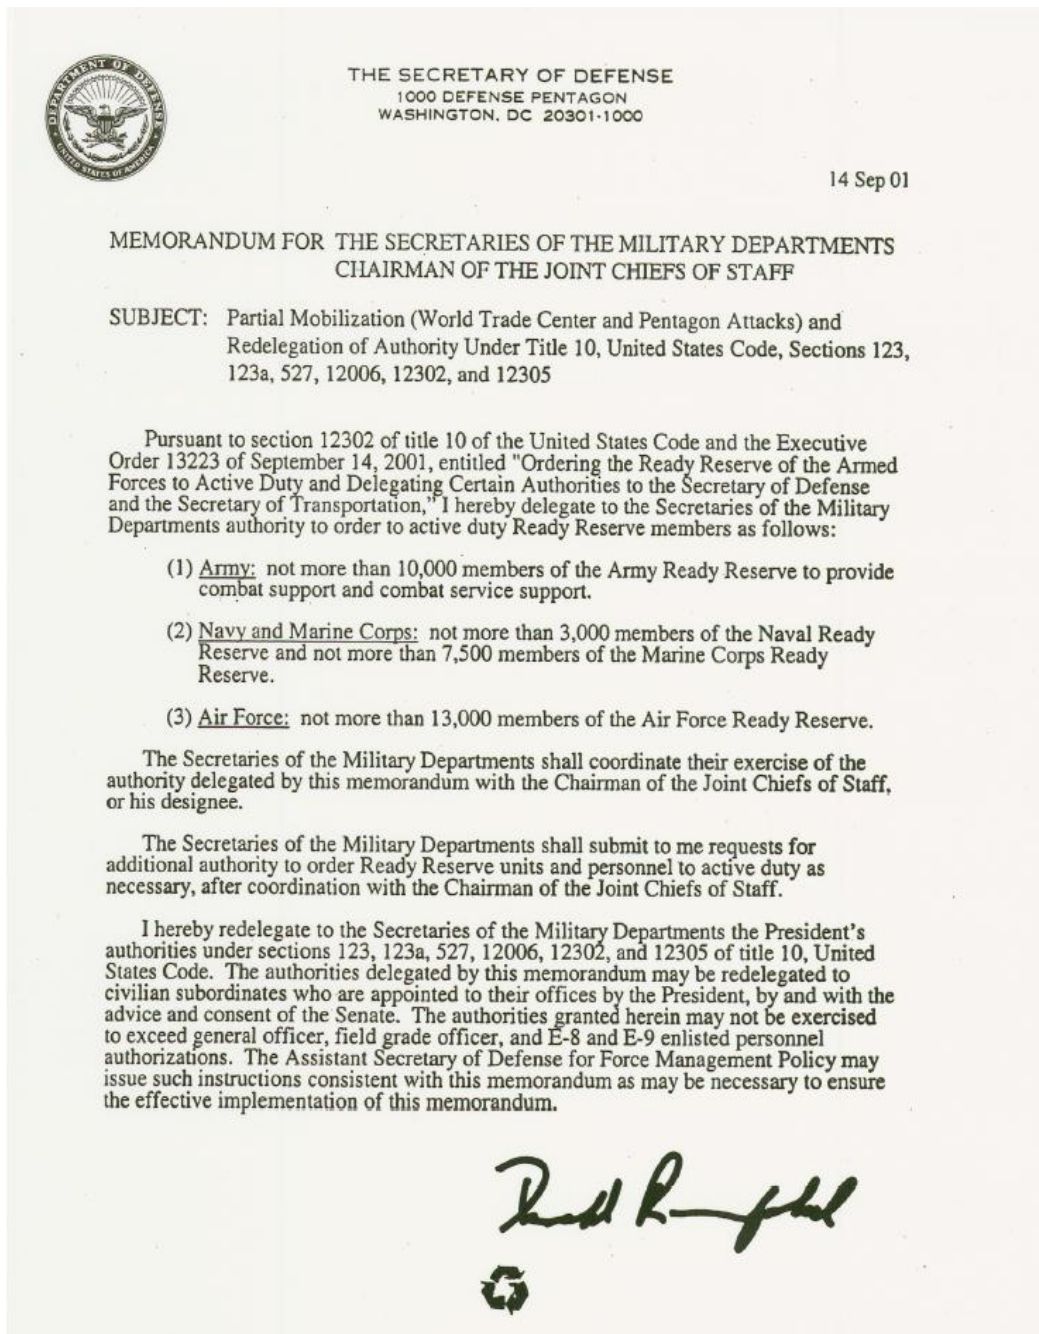 DEPARTMENT OF DEFENSE
UNITED STATES OF AMERICA
THE SECRETARY OF DEFENSE
1000 DEFENSE PENTAGON
WASHINGTON, DC 20301-1000
14 Sep 01
MEMORANDUM FOR THE SECRETARIES OF THE MILITARY DEPARTMENTS
CHAIRMAN OF THE JOINT CHIEFS OF STAFF
SUBJECT: Partial Mobilization (World Trade Center and Pentagon Attacks) and
Redelegation of Authority Under Title 10, United States Code, Sections 123,
123a, 527, 12006, 12302, and 12305
Pursuant to section 12302 of title 10 of the United States Code and the Executive
Order 13223 of September 14, 2001, entitled "Ordering the Ready Reserve of the Armed
Forces to Active Duty and Delegating Certain Authorities to the Secretary of Defense
and the Secretary of Transportation," I hereby delegate to the Secretaries of the Military
Departments authority to order to active duty Ready Reserve members as follows:
(1) Army: not more than 10,000 members of the Army Ready Reserve to provide
combat support and combat service support.
(2) Navy and Marine Corps: not more than 3,000 members of the Naval Ready
Reserve and not more than 7,500 members of the Marine Corps Ready
Reserve.
(3) Air Force: not more than 13,000 members of the Air Force Ready Reserve.
The Secretaries of the Military Departments shall coordinate their exercise of the
authority delegated by this memorandum with the Chairman of the Joint Chiefs of Staff,
or his designee.
The Secretaries of the Military Departments shall submit to me requests for
additional authority to order Ready Reserve units and personnel to active duty as
necessary, after coordination with the Chairman of the Joint Chiefs of Staff.
I hereby redelegate to the Secretaries of the Military Departments the President's
authorities under sections 123, 123a, 527, 12006, 12302, and 12305 of title 10, United
States Code. The authorities delegated by this memorandum may be redelegated to
civilian subordinates who are appointed to their offices by the President, by and with the
advice and consent of the Senate. The authorities granted herein may not be exercised
to exceed general officer, field grade officer, and E-8 and E-9 enlisted personnel
authorizations. The Assistant Secretary of Defense for Force Management Policy may
issue such instructions consistent with this memorandum as may be necessary to ensure
the effective implementation of this memorandum.
Donald Rumsfeld